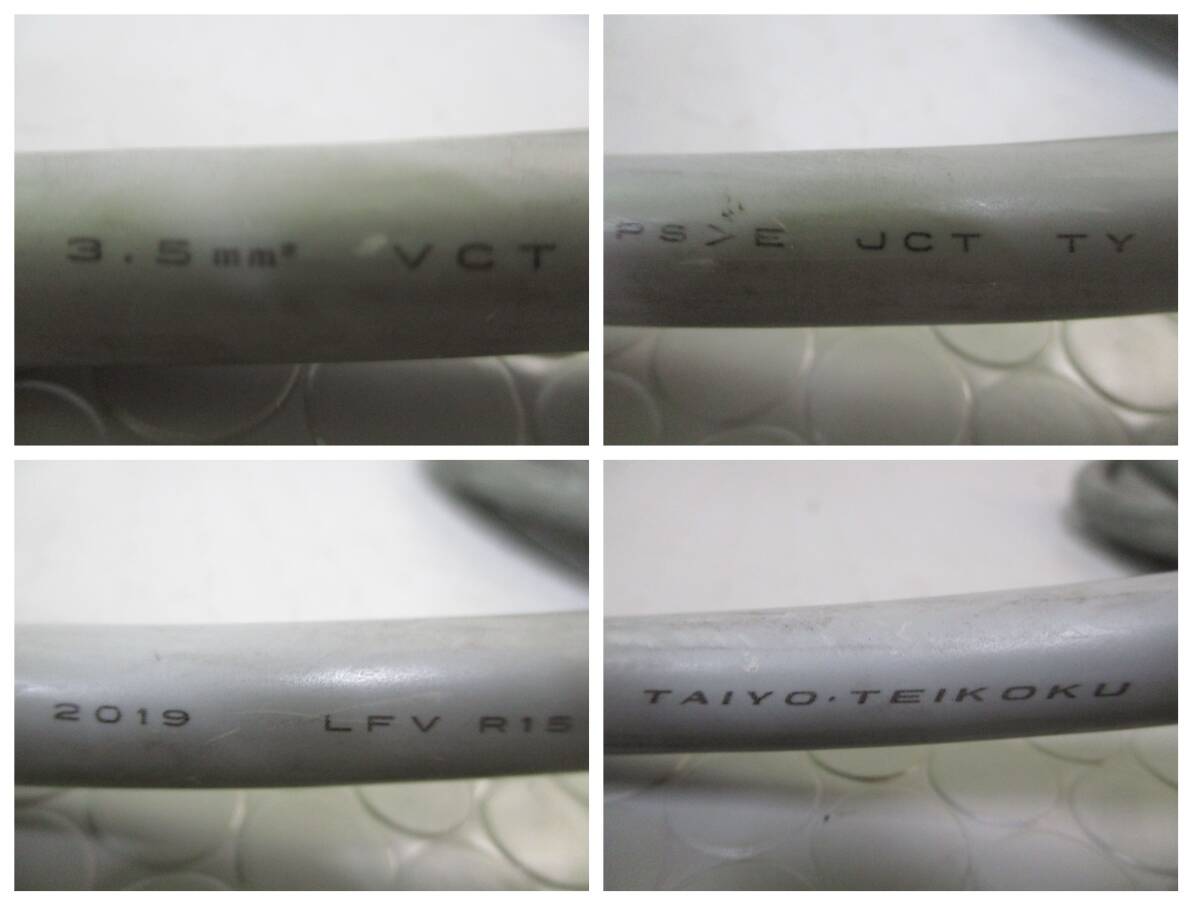 3.5mm² VCT
PS E JCT TY
2019 LFV R15
TAIYO·TEIKOKU